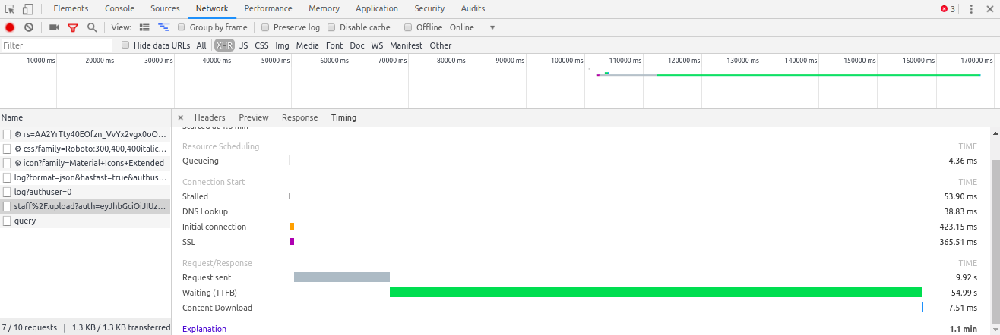 Elements Console Sources Network Performance Memory Application Security Audits 3
View: Group by frame Preserve log Disable cache Offline Online
Filter Hide data URLs All XHR JS CSS Img Media Font Doc WS Manifest Other
10000 ms 20000 ms 30000 ms 40000 ms 50000 ms 60000 ms 70000 ms 80000 ms 90000 ms 100000 ms 110000 ms 120000 ms 130000 ms 140000 ms 150000 ms 160000 ms 170000 ms
Name × Headers Preview Response Timing
rs=AA2YrTty40EOfzn_VvYx2vgx0oO...
css?family=Roboto:300,400,400italic...
icon?family=Material+Icons+Extended
log?format=json&hasfast=true&authus...
log?authuser=0
staff%2F.upload?auth=eyJhbGciOiJIUz...
query
7 / 10 requests | 1.3 KB / 1.3 KB transferred
Resource Scheduling TIME
Queueing 4.36 ms
Connection Start TIME
Stalled 53.90 ms
DNS Lookup 38.83 ms
Initial connection 423.15 ms
SSL 365.51 ms
Request/Response TIME
Request sent 9.92 s
Waiting (TTFB) 54.99 s
Content Download 7.51 ms
Explanation 1.1 min